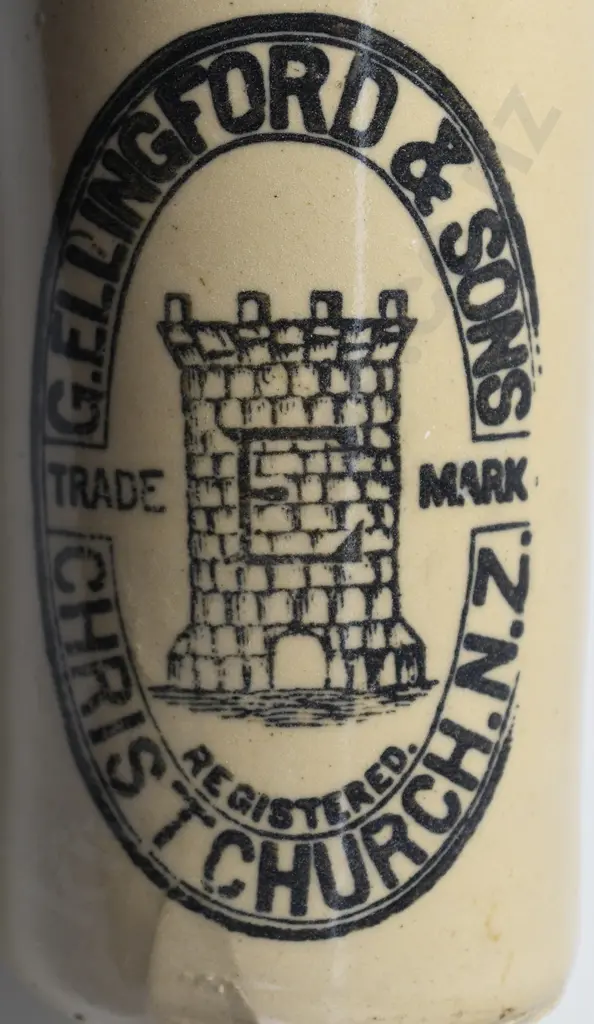 G. ELLINGFORD & SONS
TRADE MARK
E
REGISTERED.
CHRISTCHURCH. N.Z.